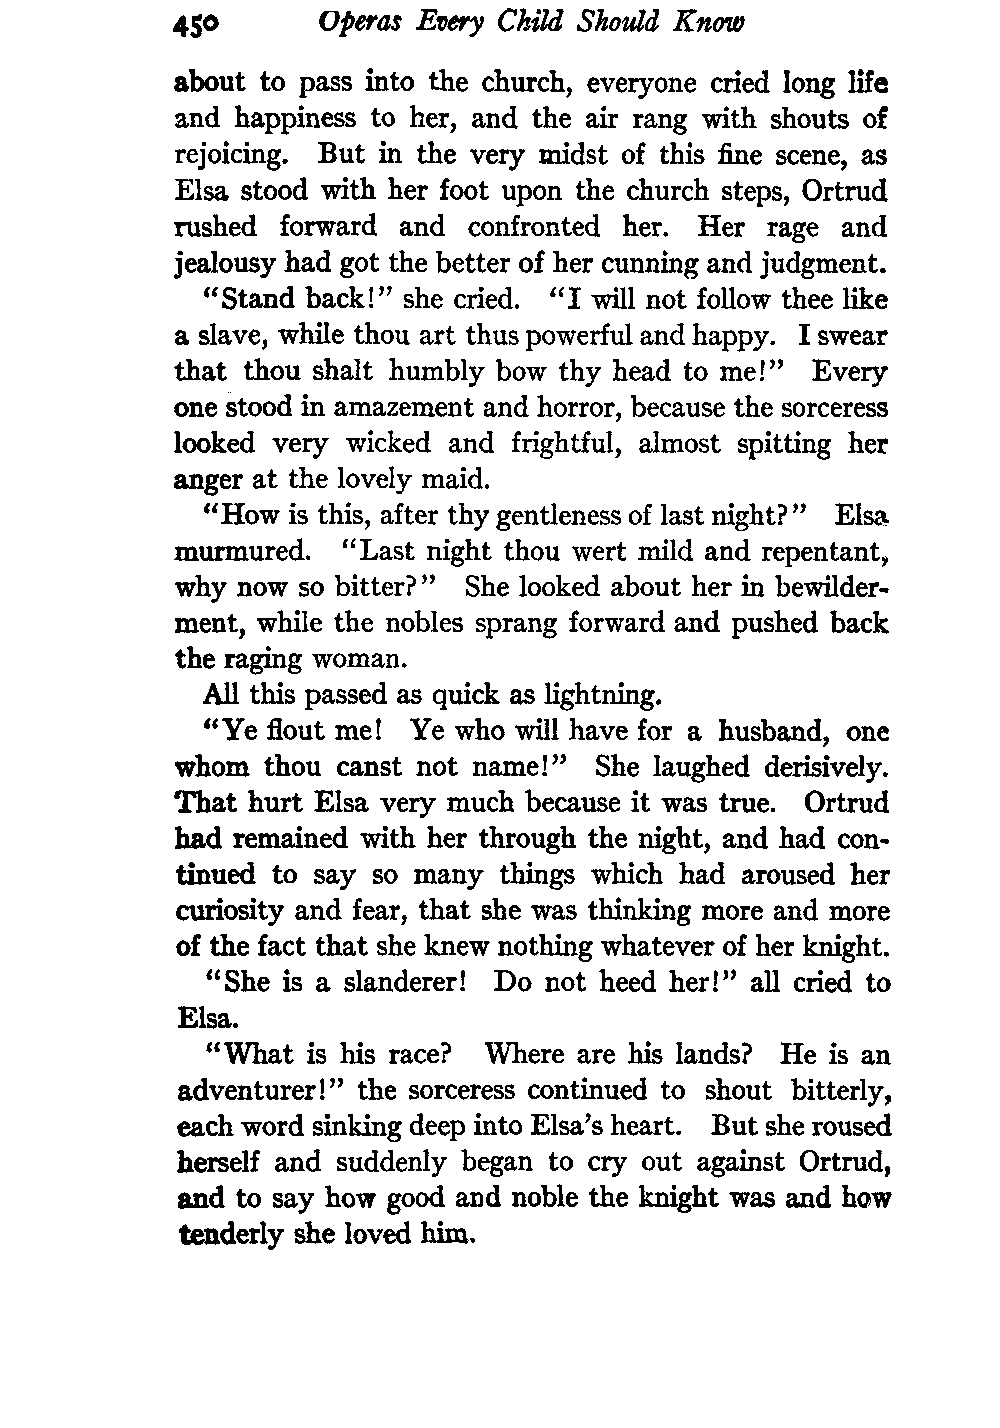 450 Operas Every Child Should Know
about to pass into the church, everyone cried long life
and happiness to her, and the air rang with shouts of
rejoicing. But in the very midst of this fine scene, as
Elsa stood with her foot upon the church steps, Ortrud
rushed forward and confronted her. Her rage and
jealousy had got the better of her cunning and judgment.
"Stand back!" she cried. "I will not follow thee like
a slave, while thou art thus powerful and happy. I swear
that thou shalt humbly bow thy head to me!" Every
one stood in amazement and horror, because the sorceress
looked very wicked and frightful, almost spitting her
anger at the lovely maid.
"How is this, after thy gentleness of last night?" Elsa
murmured. "Last night thou wert mild and repentant,
why now so bitter?" She looked about her in bewilder-
ment, while the nobles sprang forward and pushed back
the raging woman.
All this passed as quick as lightning.
"Ye flout me! Ye who will have for a husband, one
whom thou canst not name!" She laughed derisively.
That hurt Elsa very much because it was true. Ortrud
had remained with her through the night, and had con-
tinued to say so many things which had aroused her
curiosity and fear, that she was thinking more and more
of the fact that she knew nothing whatever of her knight.
"She is a slanderer! Do not heed her!" all cried to
Elsa.
"What is his race? Where are his lands? He is an
adventurer!" the sorceress continued to shout bitterly,
each word sinking deep into Elsa's heart. But she roused
herself and suddenly began to cry out against Ortrud,
and to say how good and noble the knight was and how
tenderly she loved him.